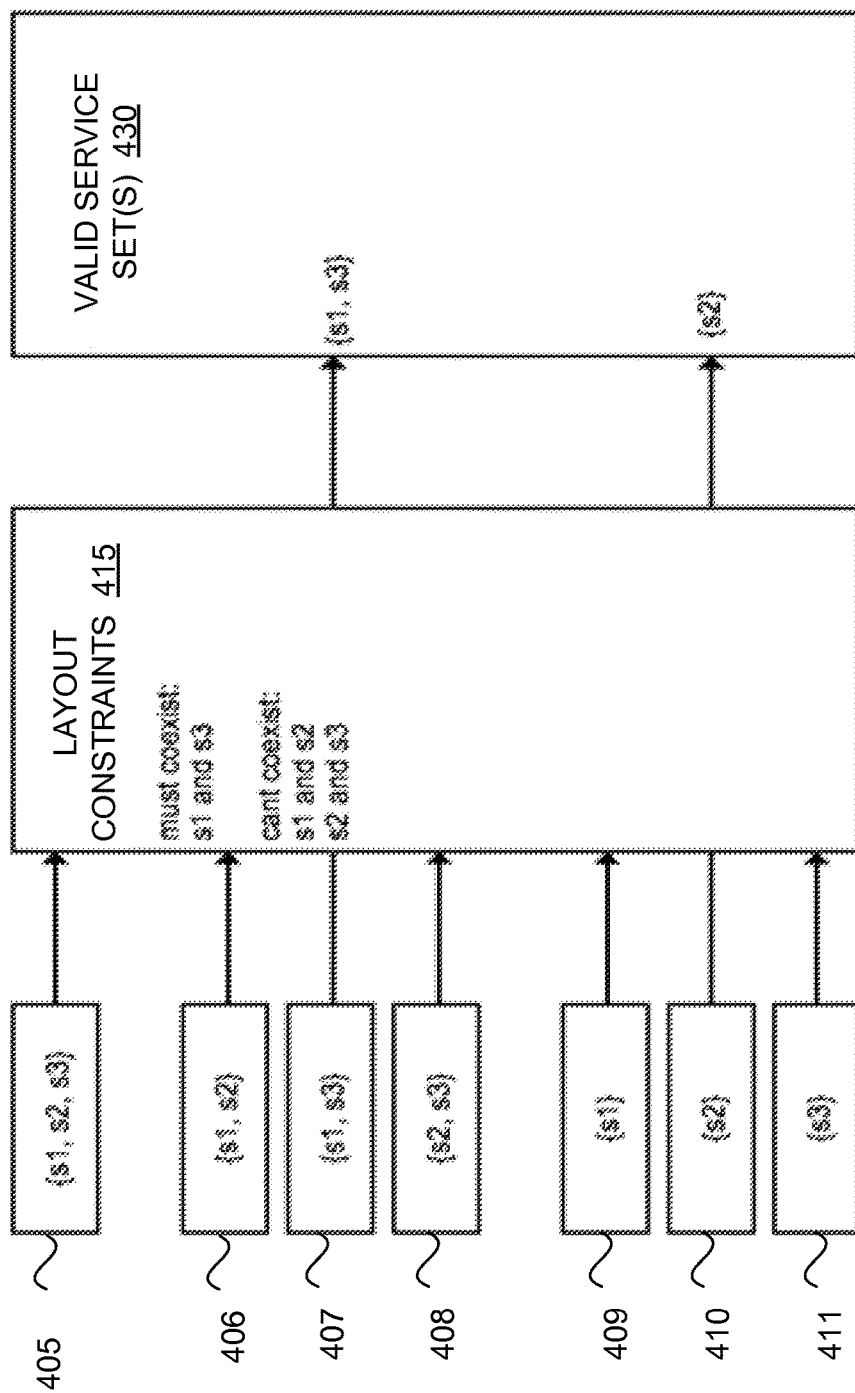 405
{s1, s2, s3}
406
{s1, s2}
407
{s1, s3}
408
{s2, s3}
409
{s1}
410
{s2}
411
{s3}
LAYOUT
CONSTRAINTS 415
must coexist:
s1 and s3
cant coexist:
s1 and s2
s2 and s3
VALID SERVICE
SET(S) 430
{s1, s3}
{s2}